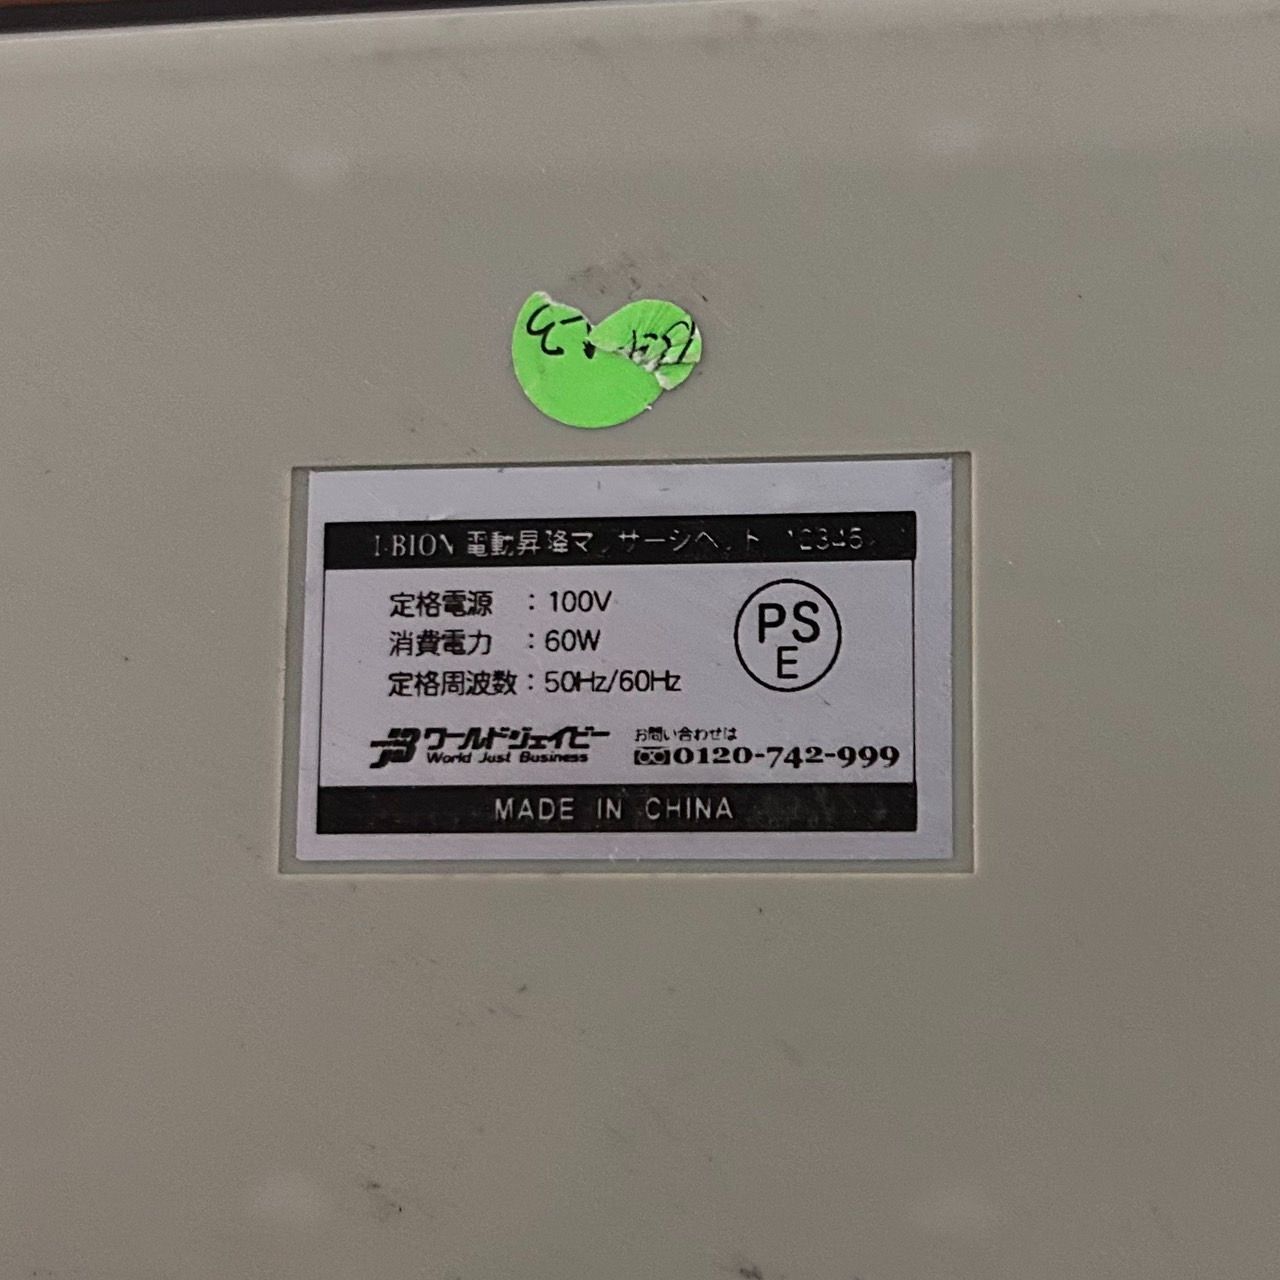 I-BION 電動昇降マッサージベット
定格電源 : 100V
消費電力 : 60W
定格周波数 : 50Hz/60Hz
PS
E
JB ワールドジェイビー
World Just Business
お問い合わせは
0120-742-999
MADE IN CHINA